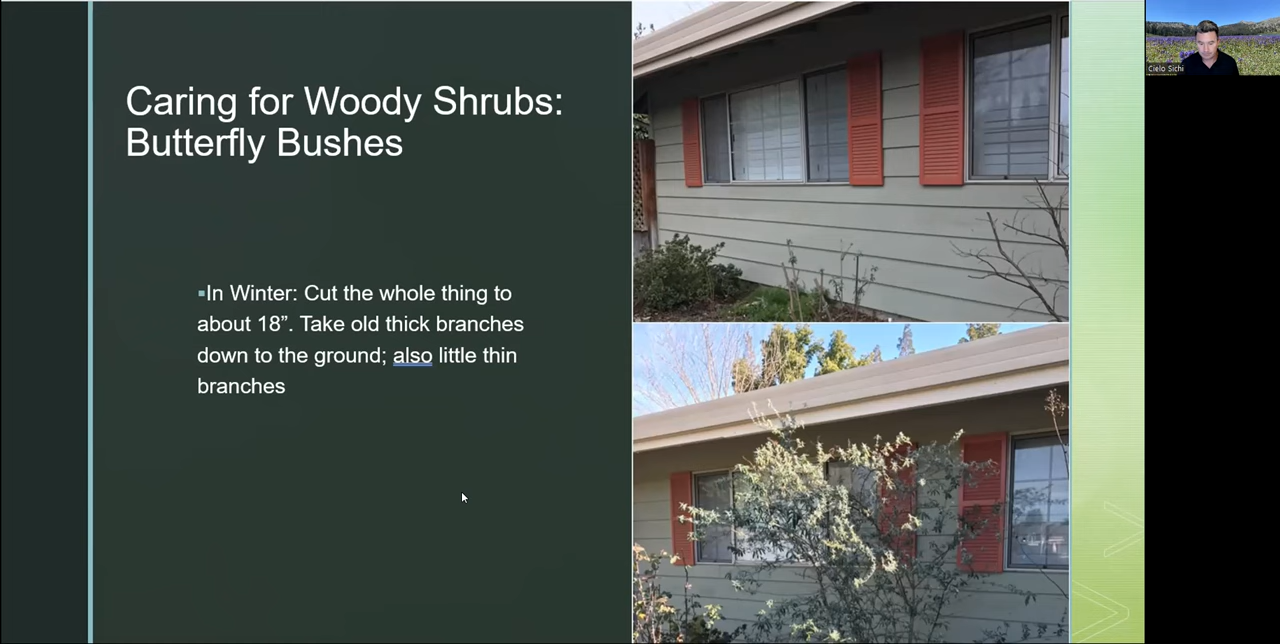 Caring for Woody Shrubs:
Butterfly Bushes
▪In Winter: Cut the whole thing to
about 18”. Take old thick branches
down to the ground; also little thin
branches
Cielo Sichi